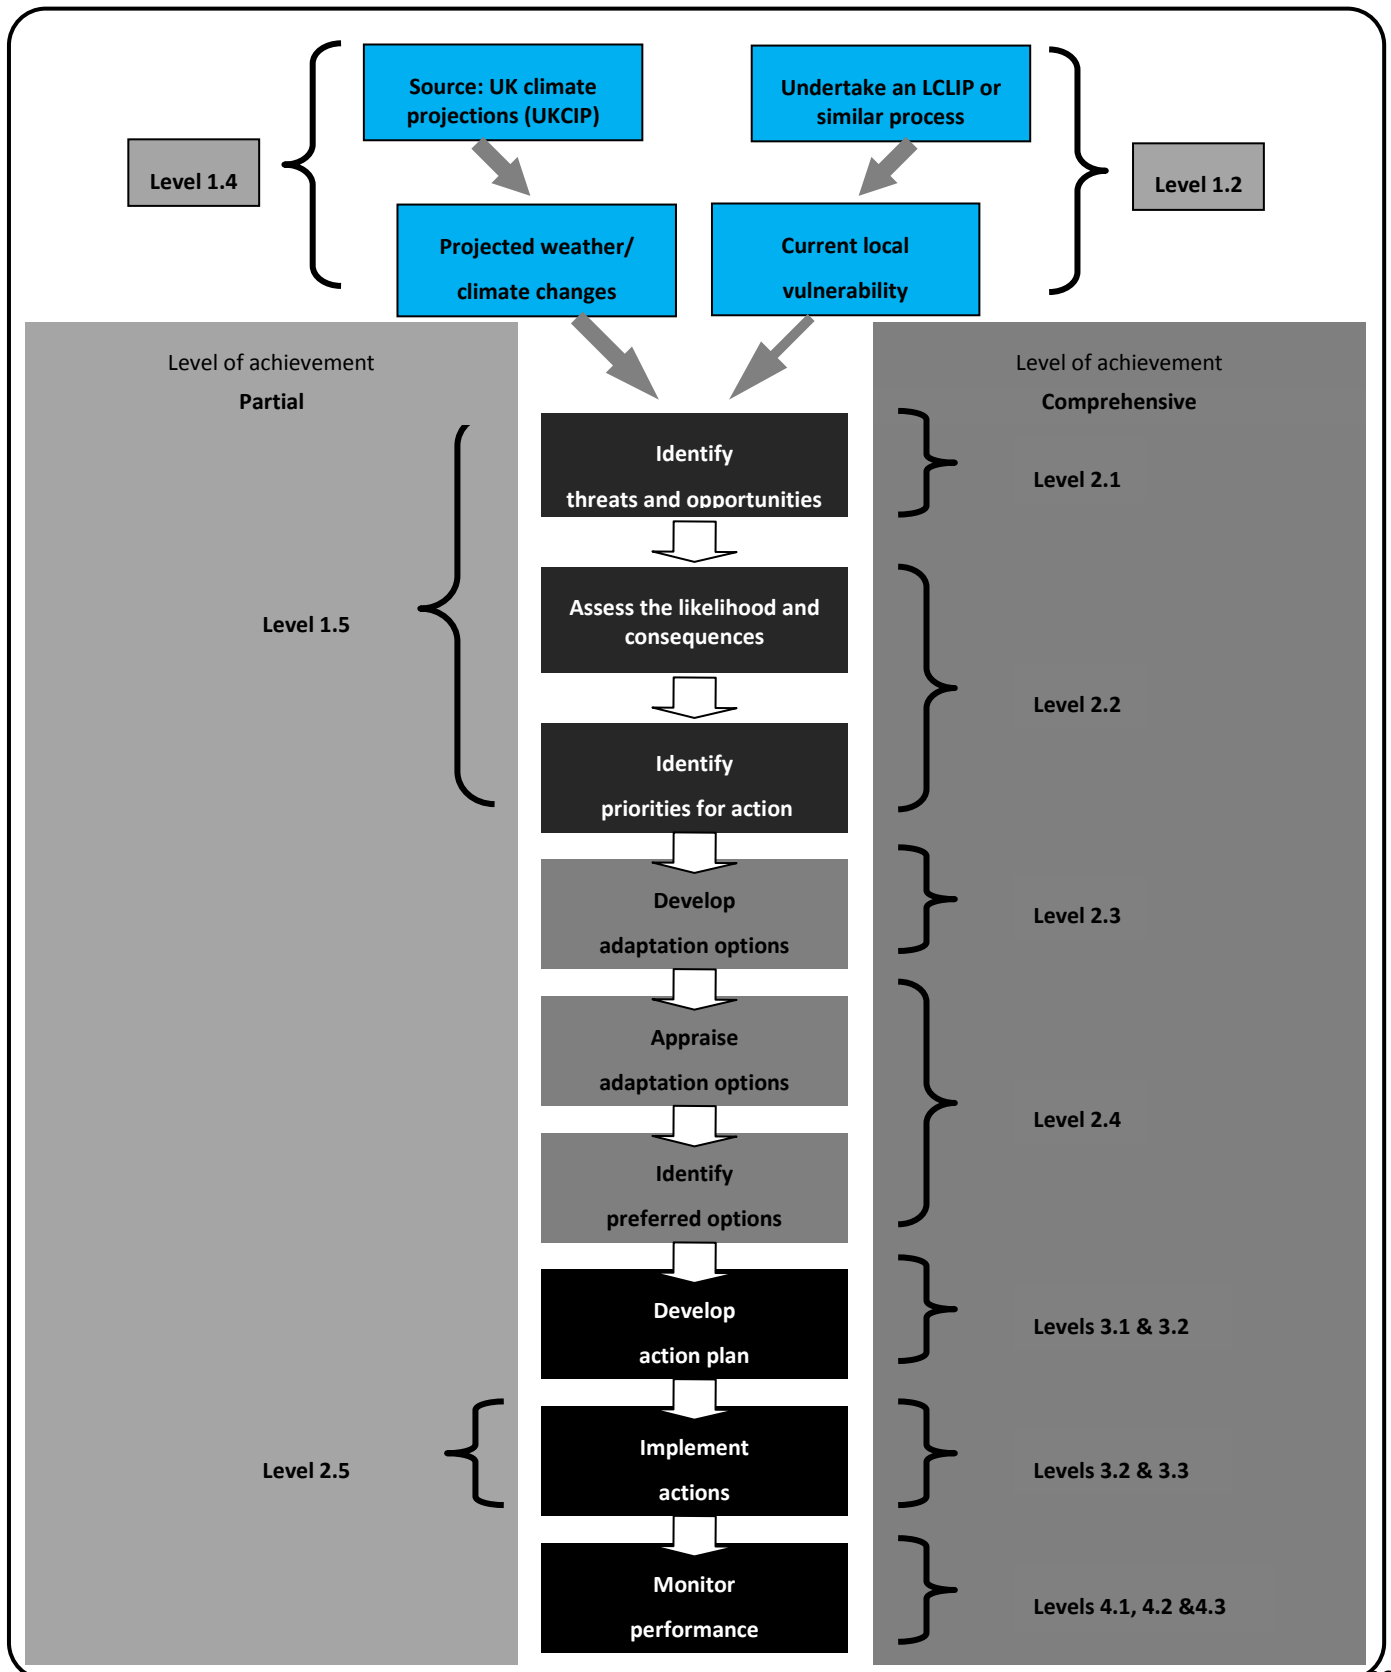 Source: UK climate
projections (UKCIP)
Undertake an LCLIP or
similar process
Level 1.4
Level 1.2
Projected weather/
climate changes
Current local
vulnerability
Level of achievement
Partial
Level of achievement
Comprehensive
Identify
threats and opportunities
Level 2.1
Assess the likelihood and
consequences
Level 1.5
Level 2.2
Identify
priorities for action
Develop
adaptation options
Level 2.3
Appraise
adaptation options
Level 2.4
Identify
preferred options
Develop
action plan
Levels 3.1 & 3.2
Implement
actions
Level 2.5
Levels 3.2 & 3.3
Monitor
performance
Levels 4.1, 4.2 &4.3